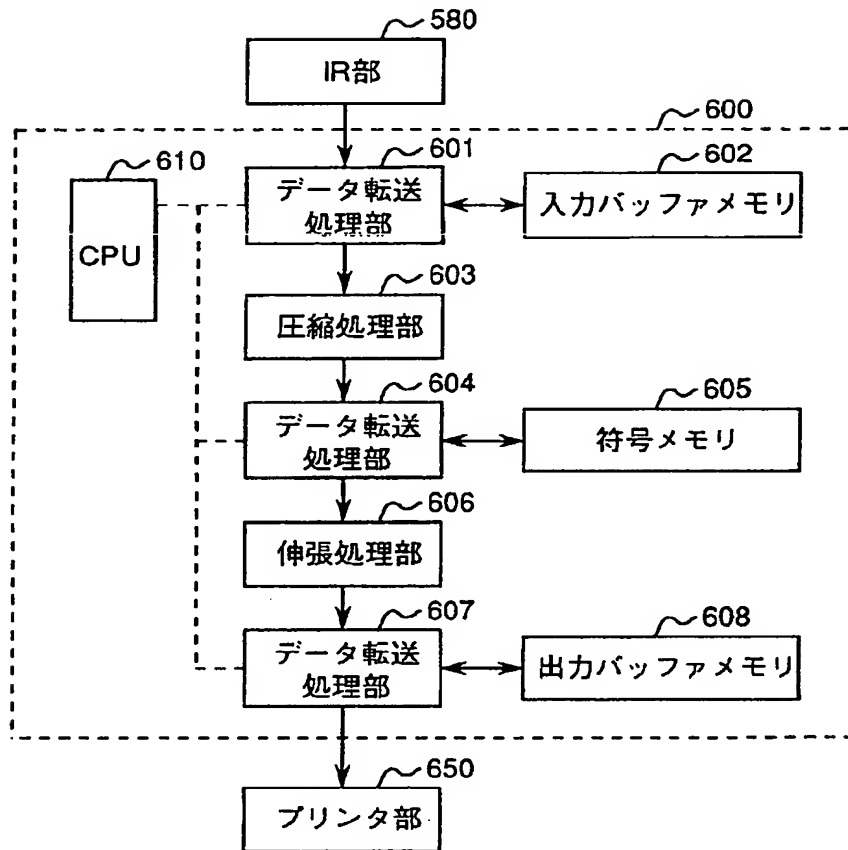 580
IR部
600
610
CPU
601
データ転送
処理部
602
入力バッファメモリ
603
圧縮処理部
604
データ転送
処理部
605
符号メモリ
606
伸張処理部
607
データ転送
処理部
608
出力バッファメモリ
650
プリンタ部